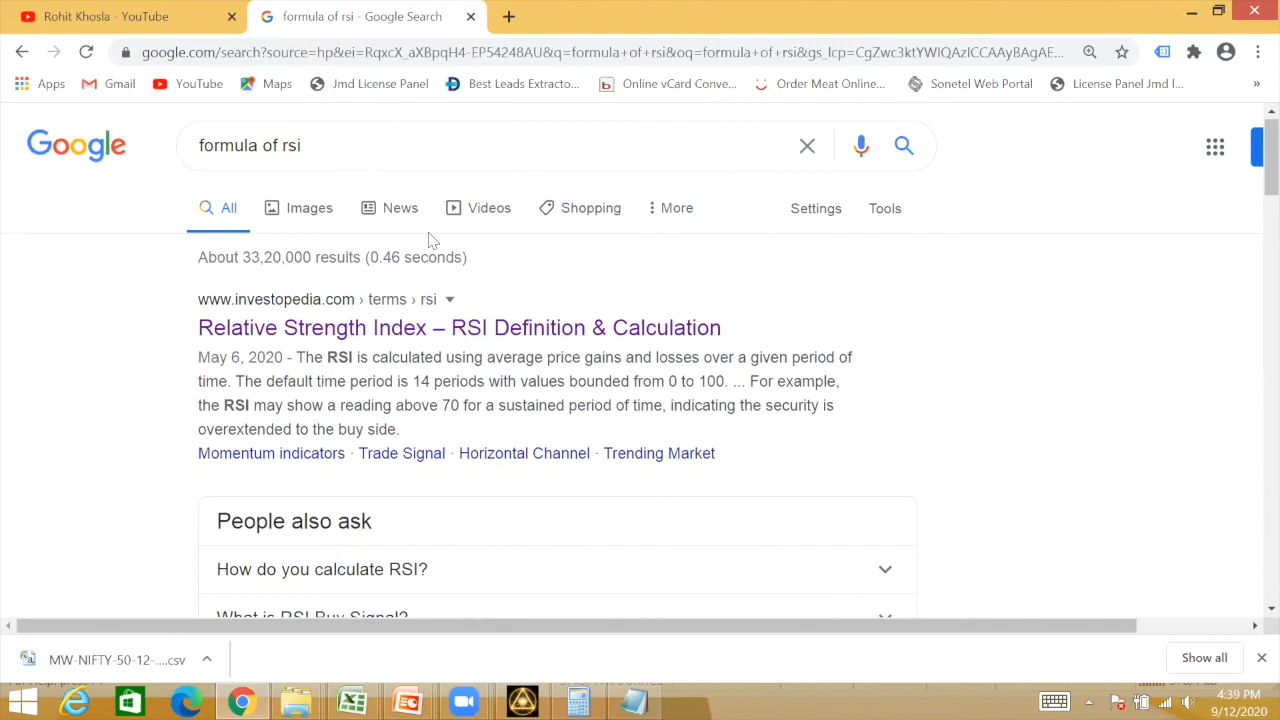 Rohit Khosla - YouTube
formula of rsi - Google Search
google.com/search?source=hp&ei=RqxcX_aXBpqH4-EP54248AU&q=formula+of+rsi&oq=formula+of+rsi&gs_lcp=CgZwc3ktYWIQAzICCAAyBAgAE...
Apps
Gmail
YouTube
Maps
Jmd License Panel
Best Leads Extracto...
Online vCard Conve...
Order Meat Online...
Sonetel Web Portal
License Panel Jmd I...
»
Google
formula of rsi
All
Images
News
Videos
Shopping
More
Settings
Tools
About 33,20,000 results (0.46 seconds)
www.investopedia.com › terms › rsi
Relative Strength Index – RSI Definition & Calculation
May 6, 2020 - The RSI is calculated using average price gains and losses over a given period of
time. The default time period is 14 periods with values bounded from 0 to 100. ... For example,
the RSI may show a reading above 70 for a sustained period of time, indicating the security is
overextended to the buy side.
Momentum indicators · Trade Signal · Horizontal Channel · Trending Market
People also ask
How do you calculate RSI?
What is RSI Buy Signal?
MW-NIFTY-50-12-....csv
Show all
4:39 PM
9/12/2020